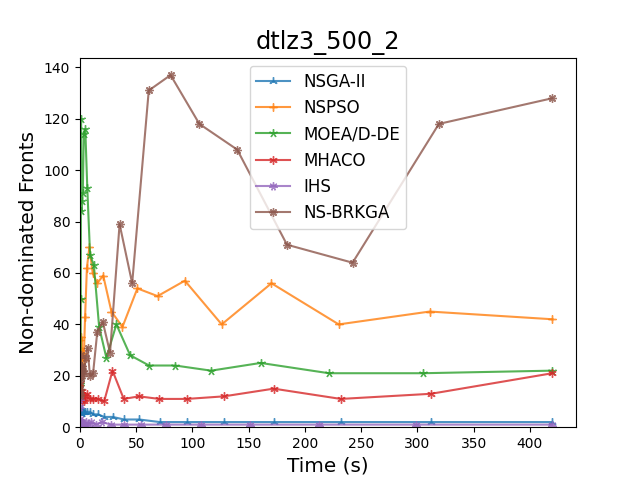 dtlz3_500_2
Non-dominated Fronts
140
120
100
80
60
40
20
0
NSGA-II
NSPSO
MOEA/D-DE
MHACO
IHS
NS-BRKGA
0 50 100 150 200 250 300 350 400
Time (s)